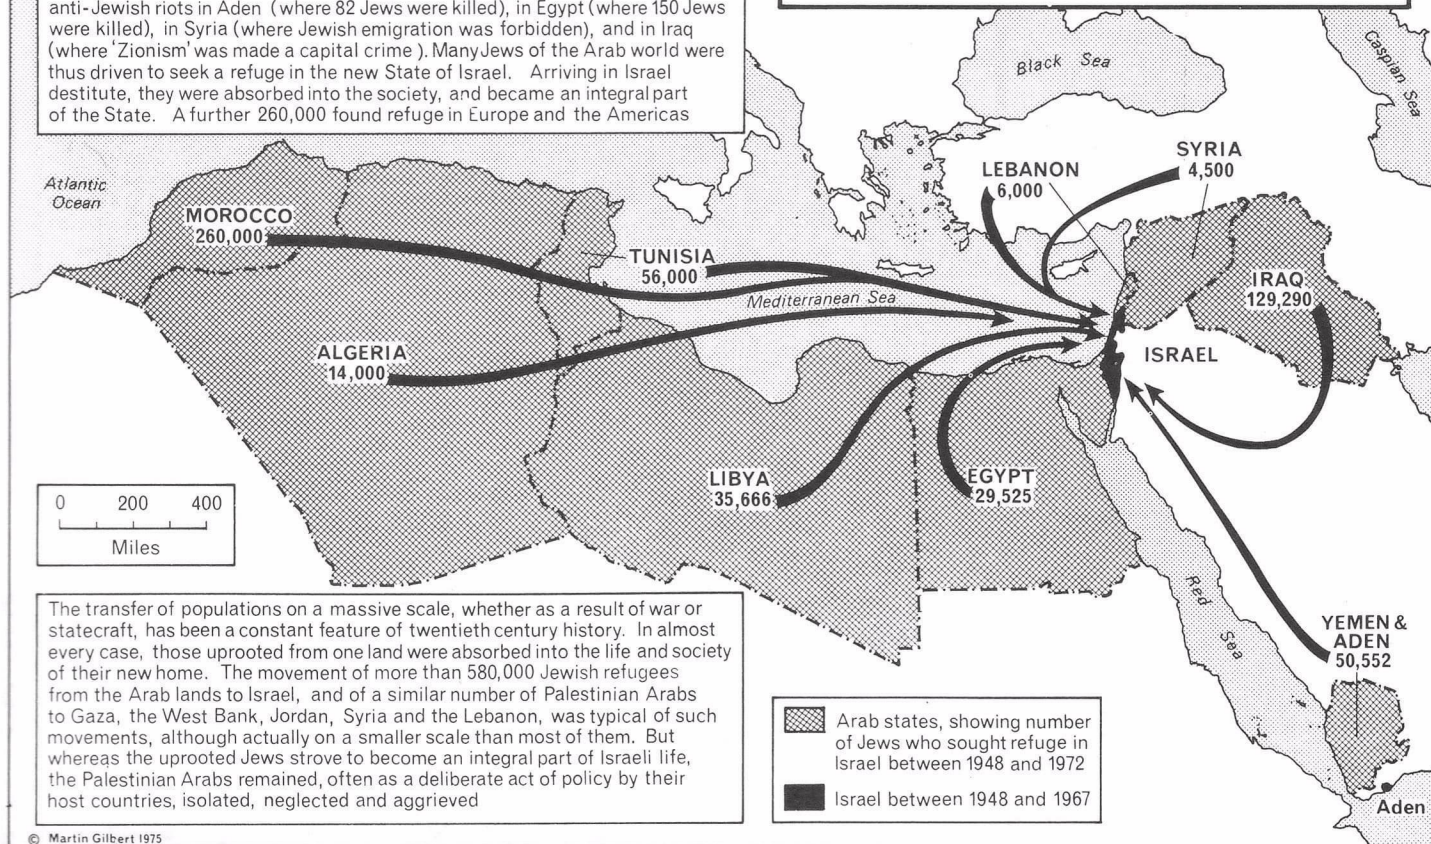 anti-Jewish riots in Aden (where 82 Jews were killed), in Egypt (where 150 Jews
were killed), in Syria (where Jewish emigration was forbidden), and in Iraq
(where 'Zionism' was made a capital crime). Many Jews of the Arab world were
thus driven to seek a refuge in the new State of Israel. Arriving in Israel
destitute, they were absorbed into the society, and became an integral part
of the State. A further 260,000 found refuge in Europe and the Americas
Black Sea
Caspian Sea
Atlantic
Ocean
MOROCCO
260,000
TUNISIA
56,000
LEBANON
6,000
SYRIA
4,500
IRAQ
129,290
Mediterranean Sea
ALGERIA
14,000
ISRAEL
LIBYA
35,666
EGYPT
29,525
0 200 400
Miles
Red Sea
YEMEN &
ADEN
50,552
Aden
The transfer of populations on a massive scale, whether as a result of war or
statecraft, has been a constant feature of twentieth century history. In almost
every case, those uprooted from one land were absorbed into the life and society
of their new home. The movement of more than 580,000 Jewish refugees
from the Arab lands to Israel, and of a similar number of Palestinian Arabs
to Gaza, the West Bank, Jordan, Syria and the Lebanon, was typical of such
movements, although actually on a smaller scale than most of them. But
whereas the uprooted Jews strove to become an integral part of Israeli life,
the Palestinian Arabs remained, often as a deliberate act of policy by their
host countries, isolated, neglected and aggrieved
Arab states, showing number
of Jews who sought refuge in
Israel between 1948 and 1972
Israel between 1948 and 1967
© Martin Gilbert 1975